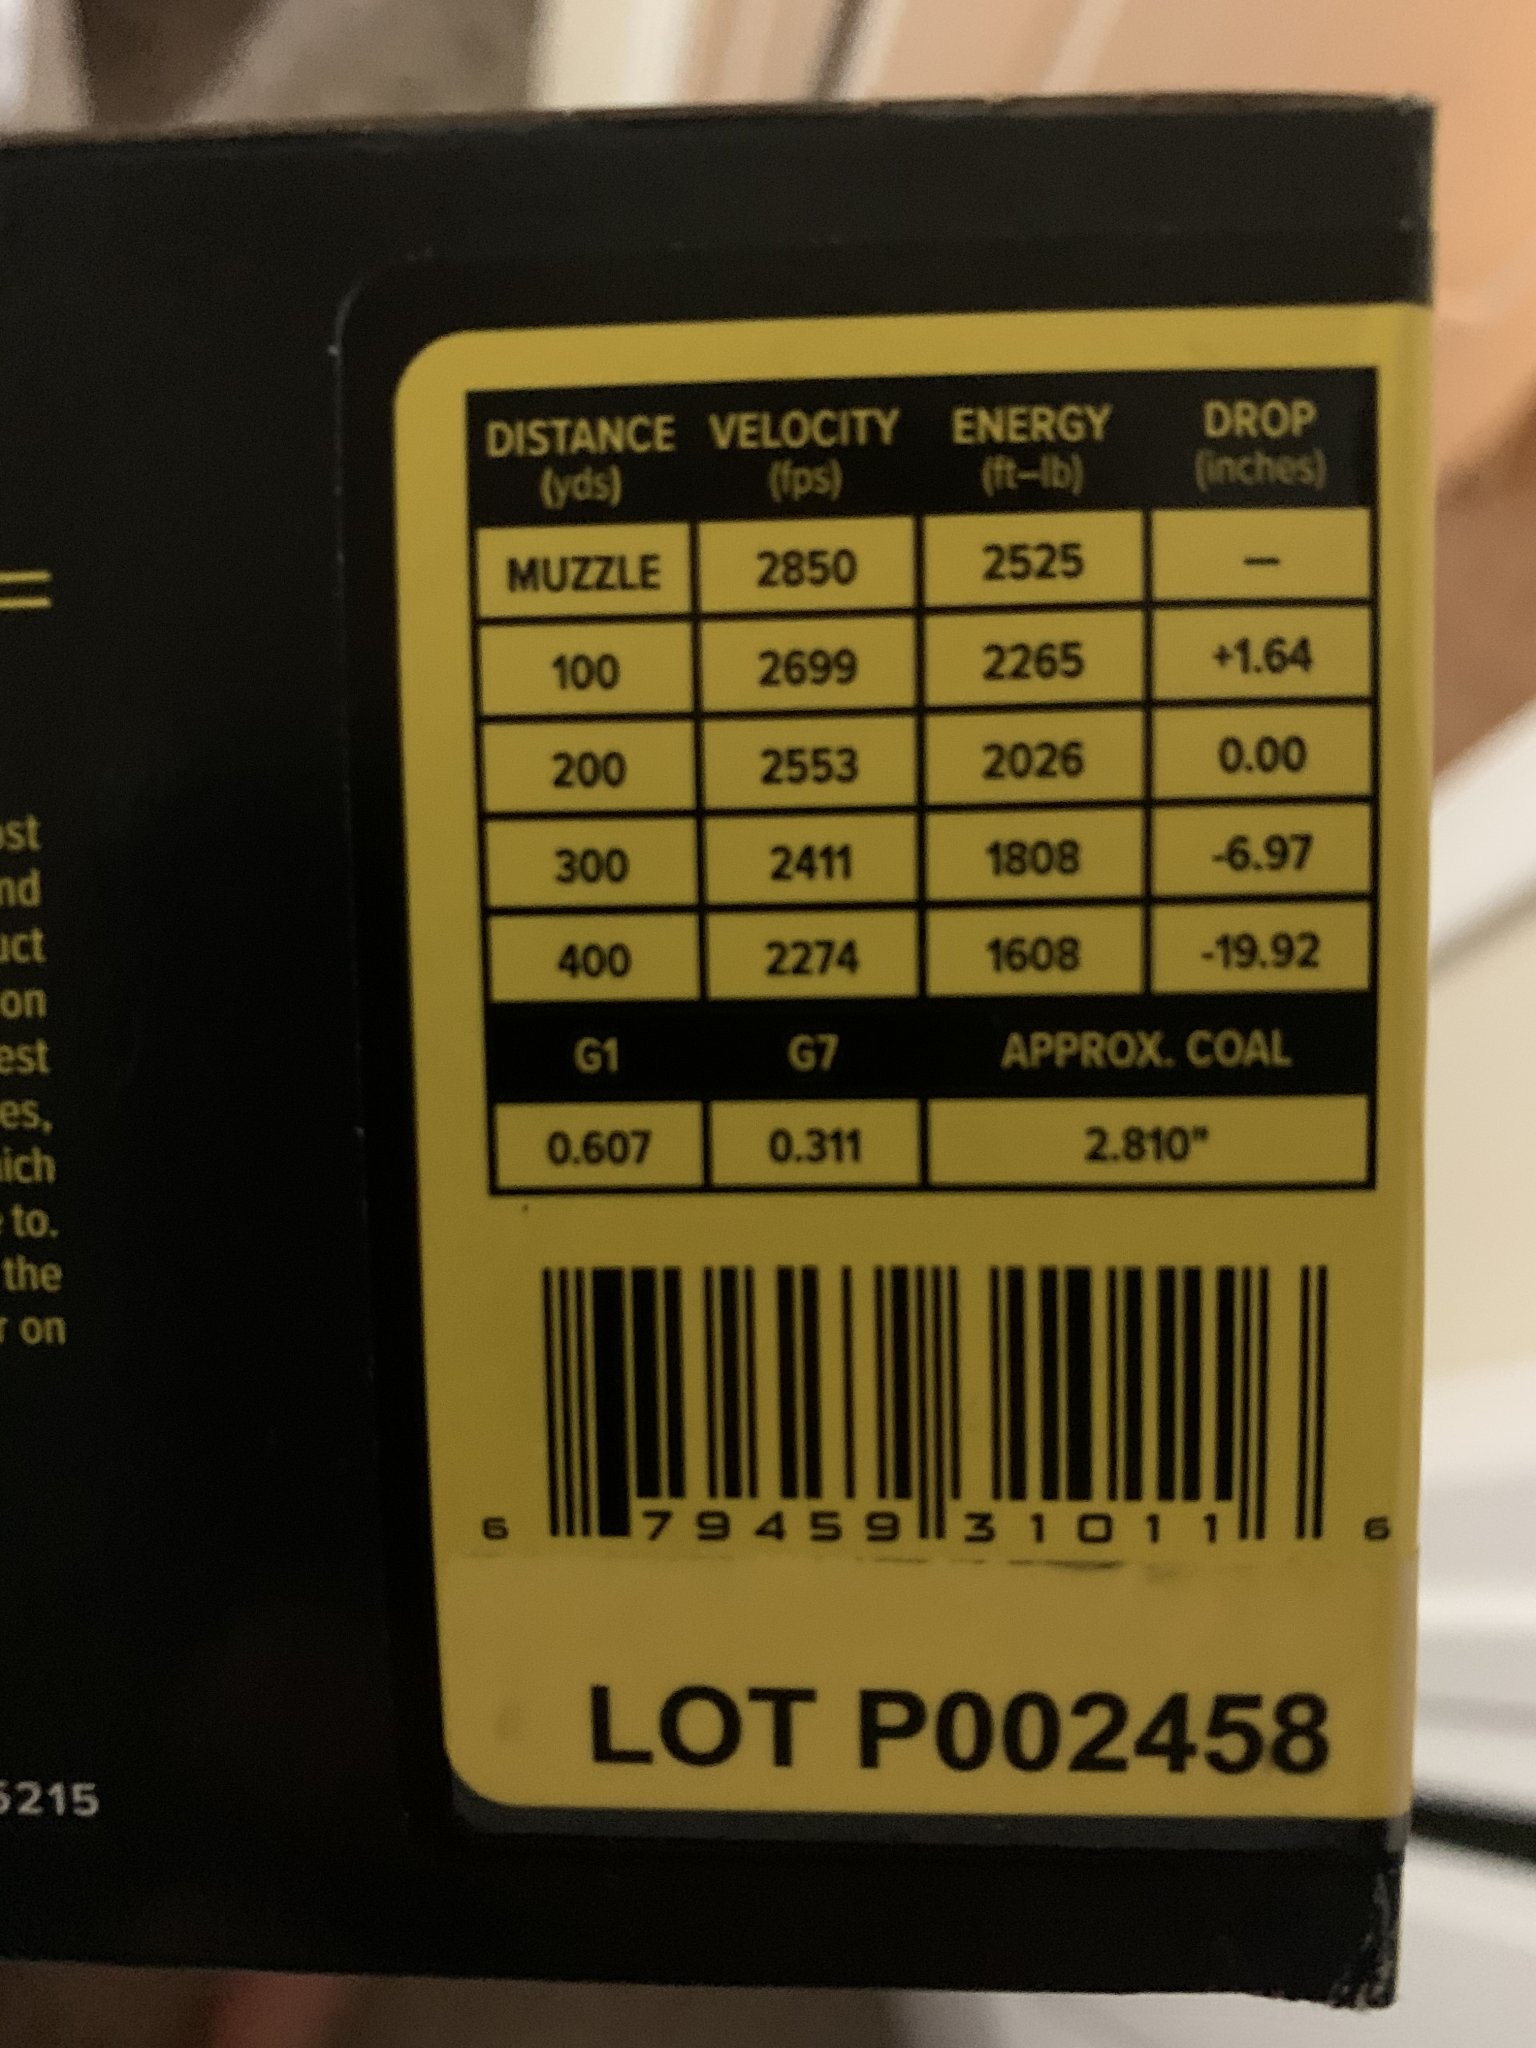 ost
nd
uct
on
est
es,
ich
to.
the
r on
5215
DISTANCE VELOCITY ENERGY DROP
(yds) (fps) (ft–lb) (inches)
MUZZLE 2850 2525 —
100 2699 2265 +1.64
200 2553 2026 0.00
300 2411 1808 -6.97
400 2274 1608 -19.92
G1 G7 APPROX. COAL
0.607 0.311 2.810"
6 79459 31011 6
LOT P002458